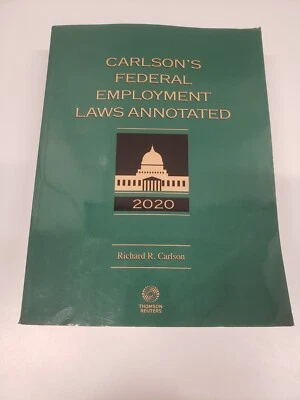 CARLSON'S
FEDERAL
EMPLOYMENT
LAWS ANNOTATED
2020
Richard R. Carlson
THOMSON
REUTERS